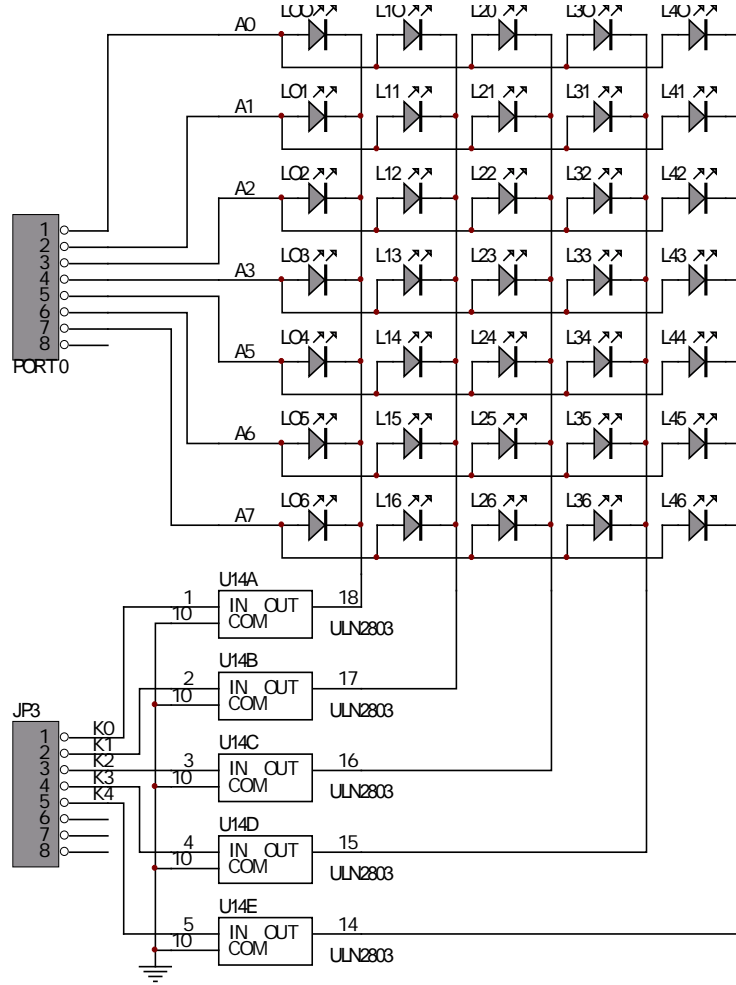 A0 L00 L10 L20 L30 L40
A1 L01 L11 L21 L31 L41
A2 L02 L12 L22 L32 L42
A3 L03 L13 L23 L33 L43
A5 L04 L14 L24 L34 L44
A6 L05 L15 L25 L35 L45
A7 L06 L16 L26 L36 L46
1
2
3
4
5
6
7
8
PORT0
U14A
1 IN OUT 18
10 COM
ULN2803
U14B
2 IN OUT 17
10 COM
ULN2803
U14C
3 IN OUT 16
10 COM
ULN2803
U14D
4 IN OUT 15
10 COM
ULN2803
U14E
5 IN OUT 14
10 COM
ULN2803
JP3
1 K0
2 K1
3 K2
4 K3
5 K4
6
7
8